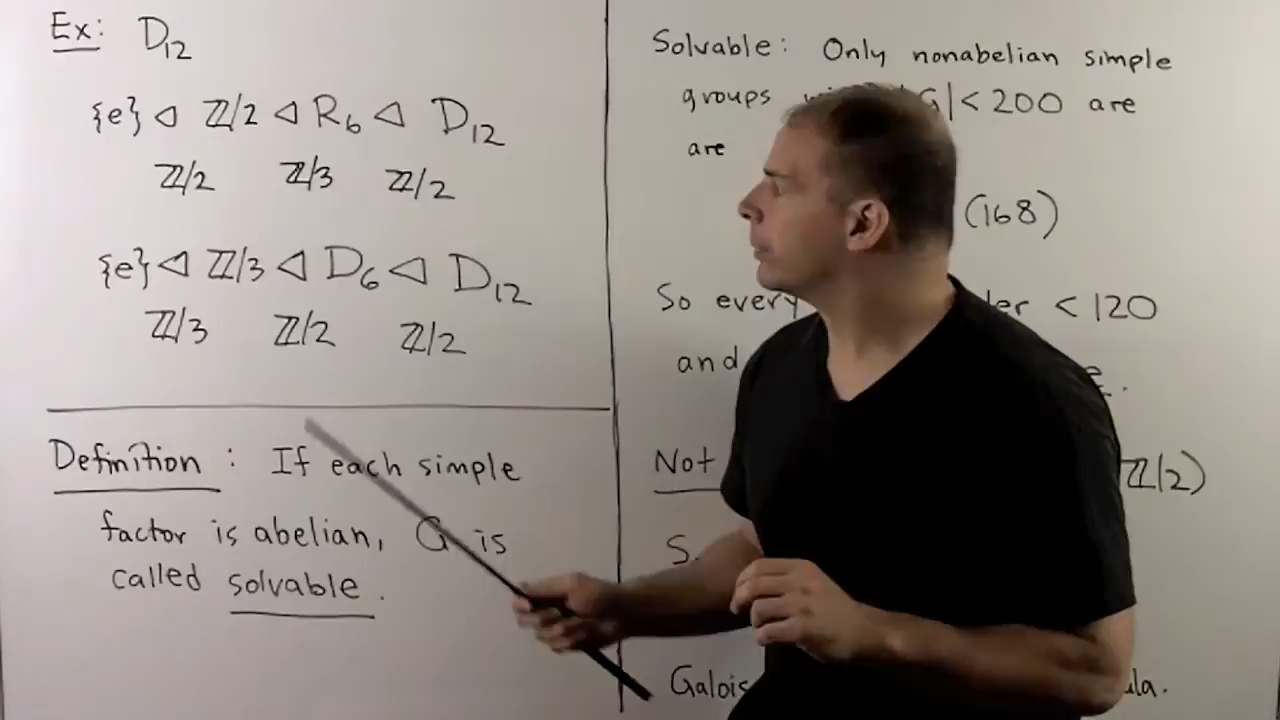 Ex: D₁₂
{e} ◁ ℤ/2 ◁ R₆ ◁ D₁₂
ℤ/2 ℤ/3 ℤ/2
{e} ◁ ℤ/3 ◁ D₆ ◁ D₁₂
ℤ/3 ℤ/2 ℤ/2
Definition: If each simple
factor is abelian, G is
called solvable.
Solvable: Only nonabelian simple
groups |G| < 200 are
are
(168)
So every < 120
and
Not ℤ/2)
S.
Galois